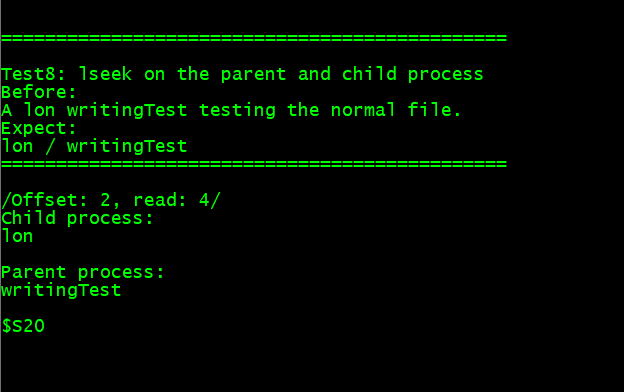 ==============================================
Test8: lseek on the parent and child process
Before:
A lon writingTest testing the normal file.
Expect:
lon / writingTest
==============================================
/Offset: 2, read: 4/
Child process:
lon
Parent process:
writingTest
$S2O